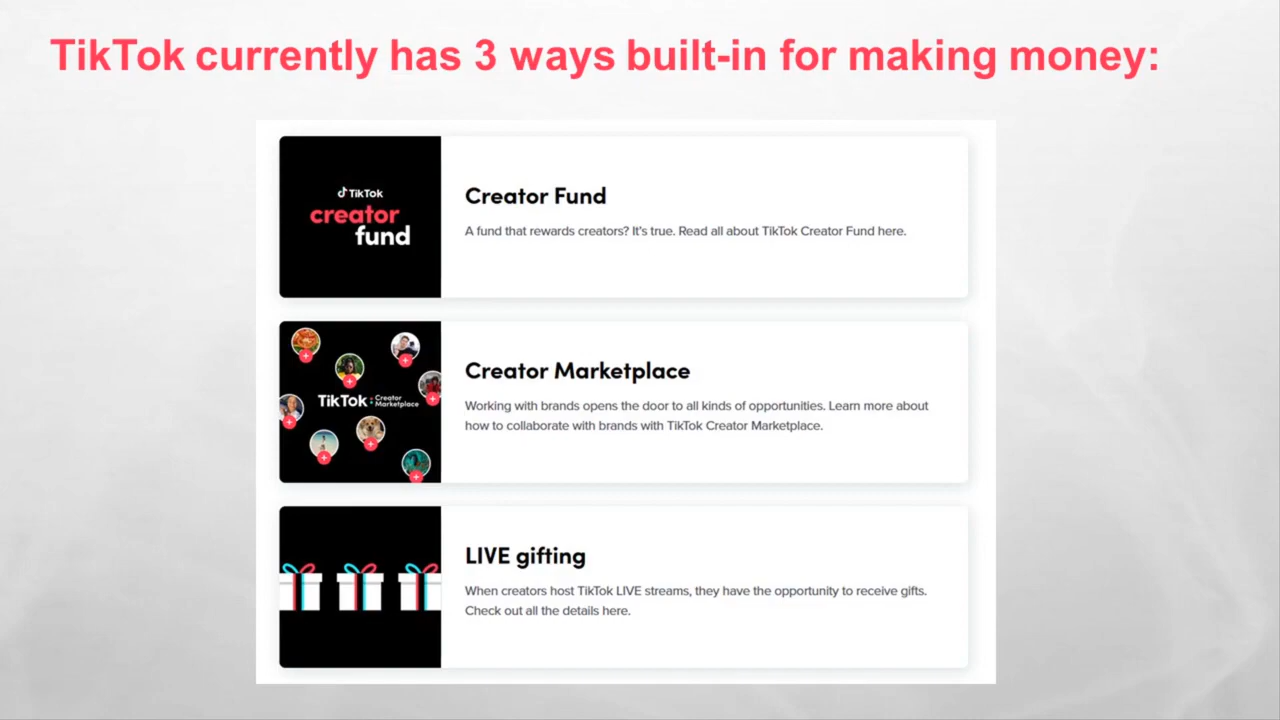 TikTok currently has 3 ways built-in for making money:
TikTok
creator
fund
Creator Fund
A fund that rewards creators? It's true. Read all about TikTok Creator Fund here.
TikTok: Creator
Marketplace
Creator Marketplace
Working with brands opens the door to all kinds of opportunities. Learn more about
how to collaborate with brands with TikTok Creator Marketplace.
LIVE gifting
When creators host TikTok LIVE streams, they have the opportunity to receive gifts.
Check out all the details here.